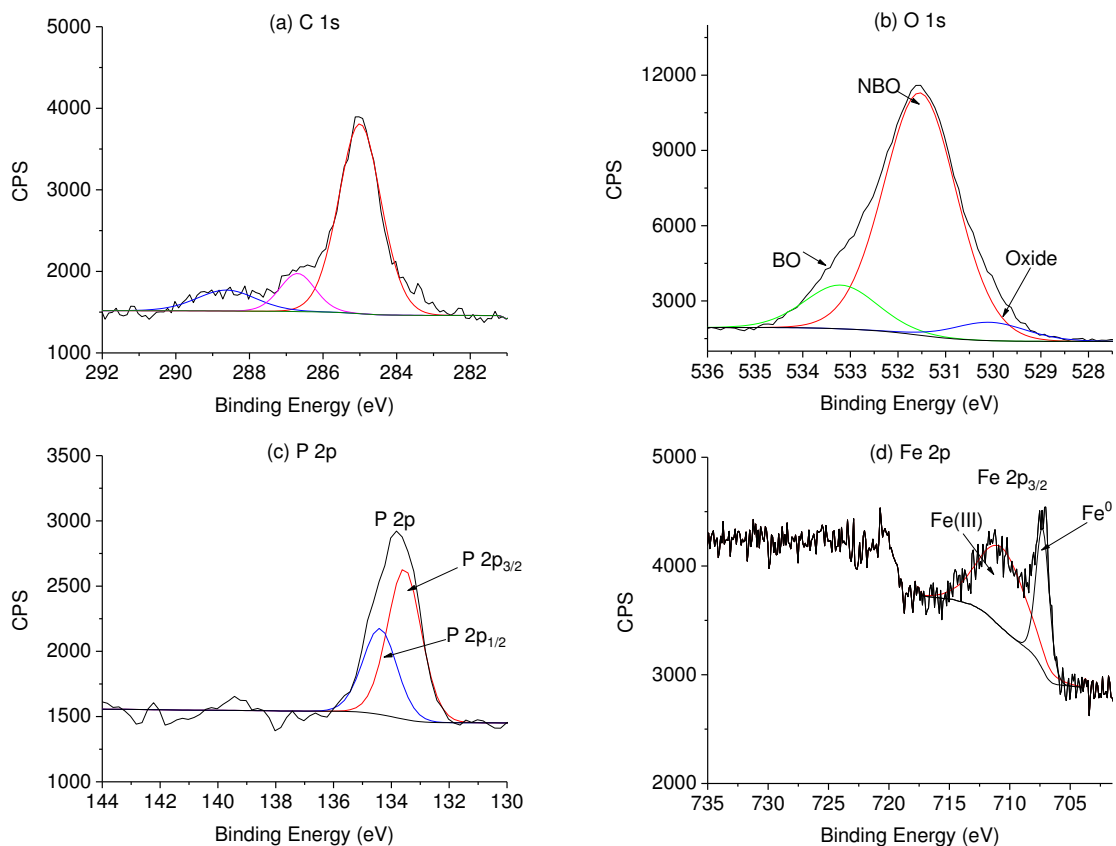 (a) C 1s
5000
4000
3000
2000
1000
CPS
292 290 288 286 284 282
Binding Energy (eV)
(b) O 1s
12000
9000
6000
3000
CPS
NBO
BO
Oxide
536 535 534 533 532 531 530 529 528
Binding Energy (eV)
(c) P 2p
3500
3000
2500
2000
1500
1000
CPS
P 2p
P 2p3/2
P 2p1/2
144 142 140 138 136 134 132 130
Binding Energy (eV)
(d) Fe 2p
5000
4000
3000
2000
CPS
Fe 2p3/2
Fe(III)
Fe0
735 730 725 720 715 710 705
Binding Energy (eV)